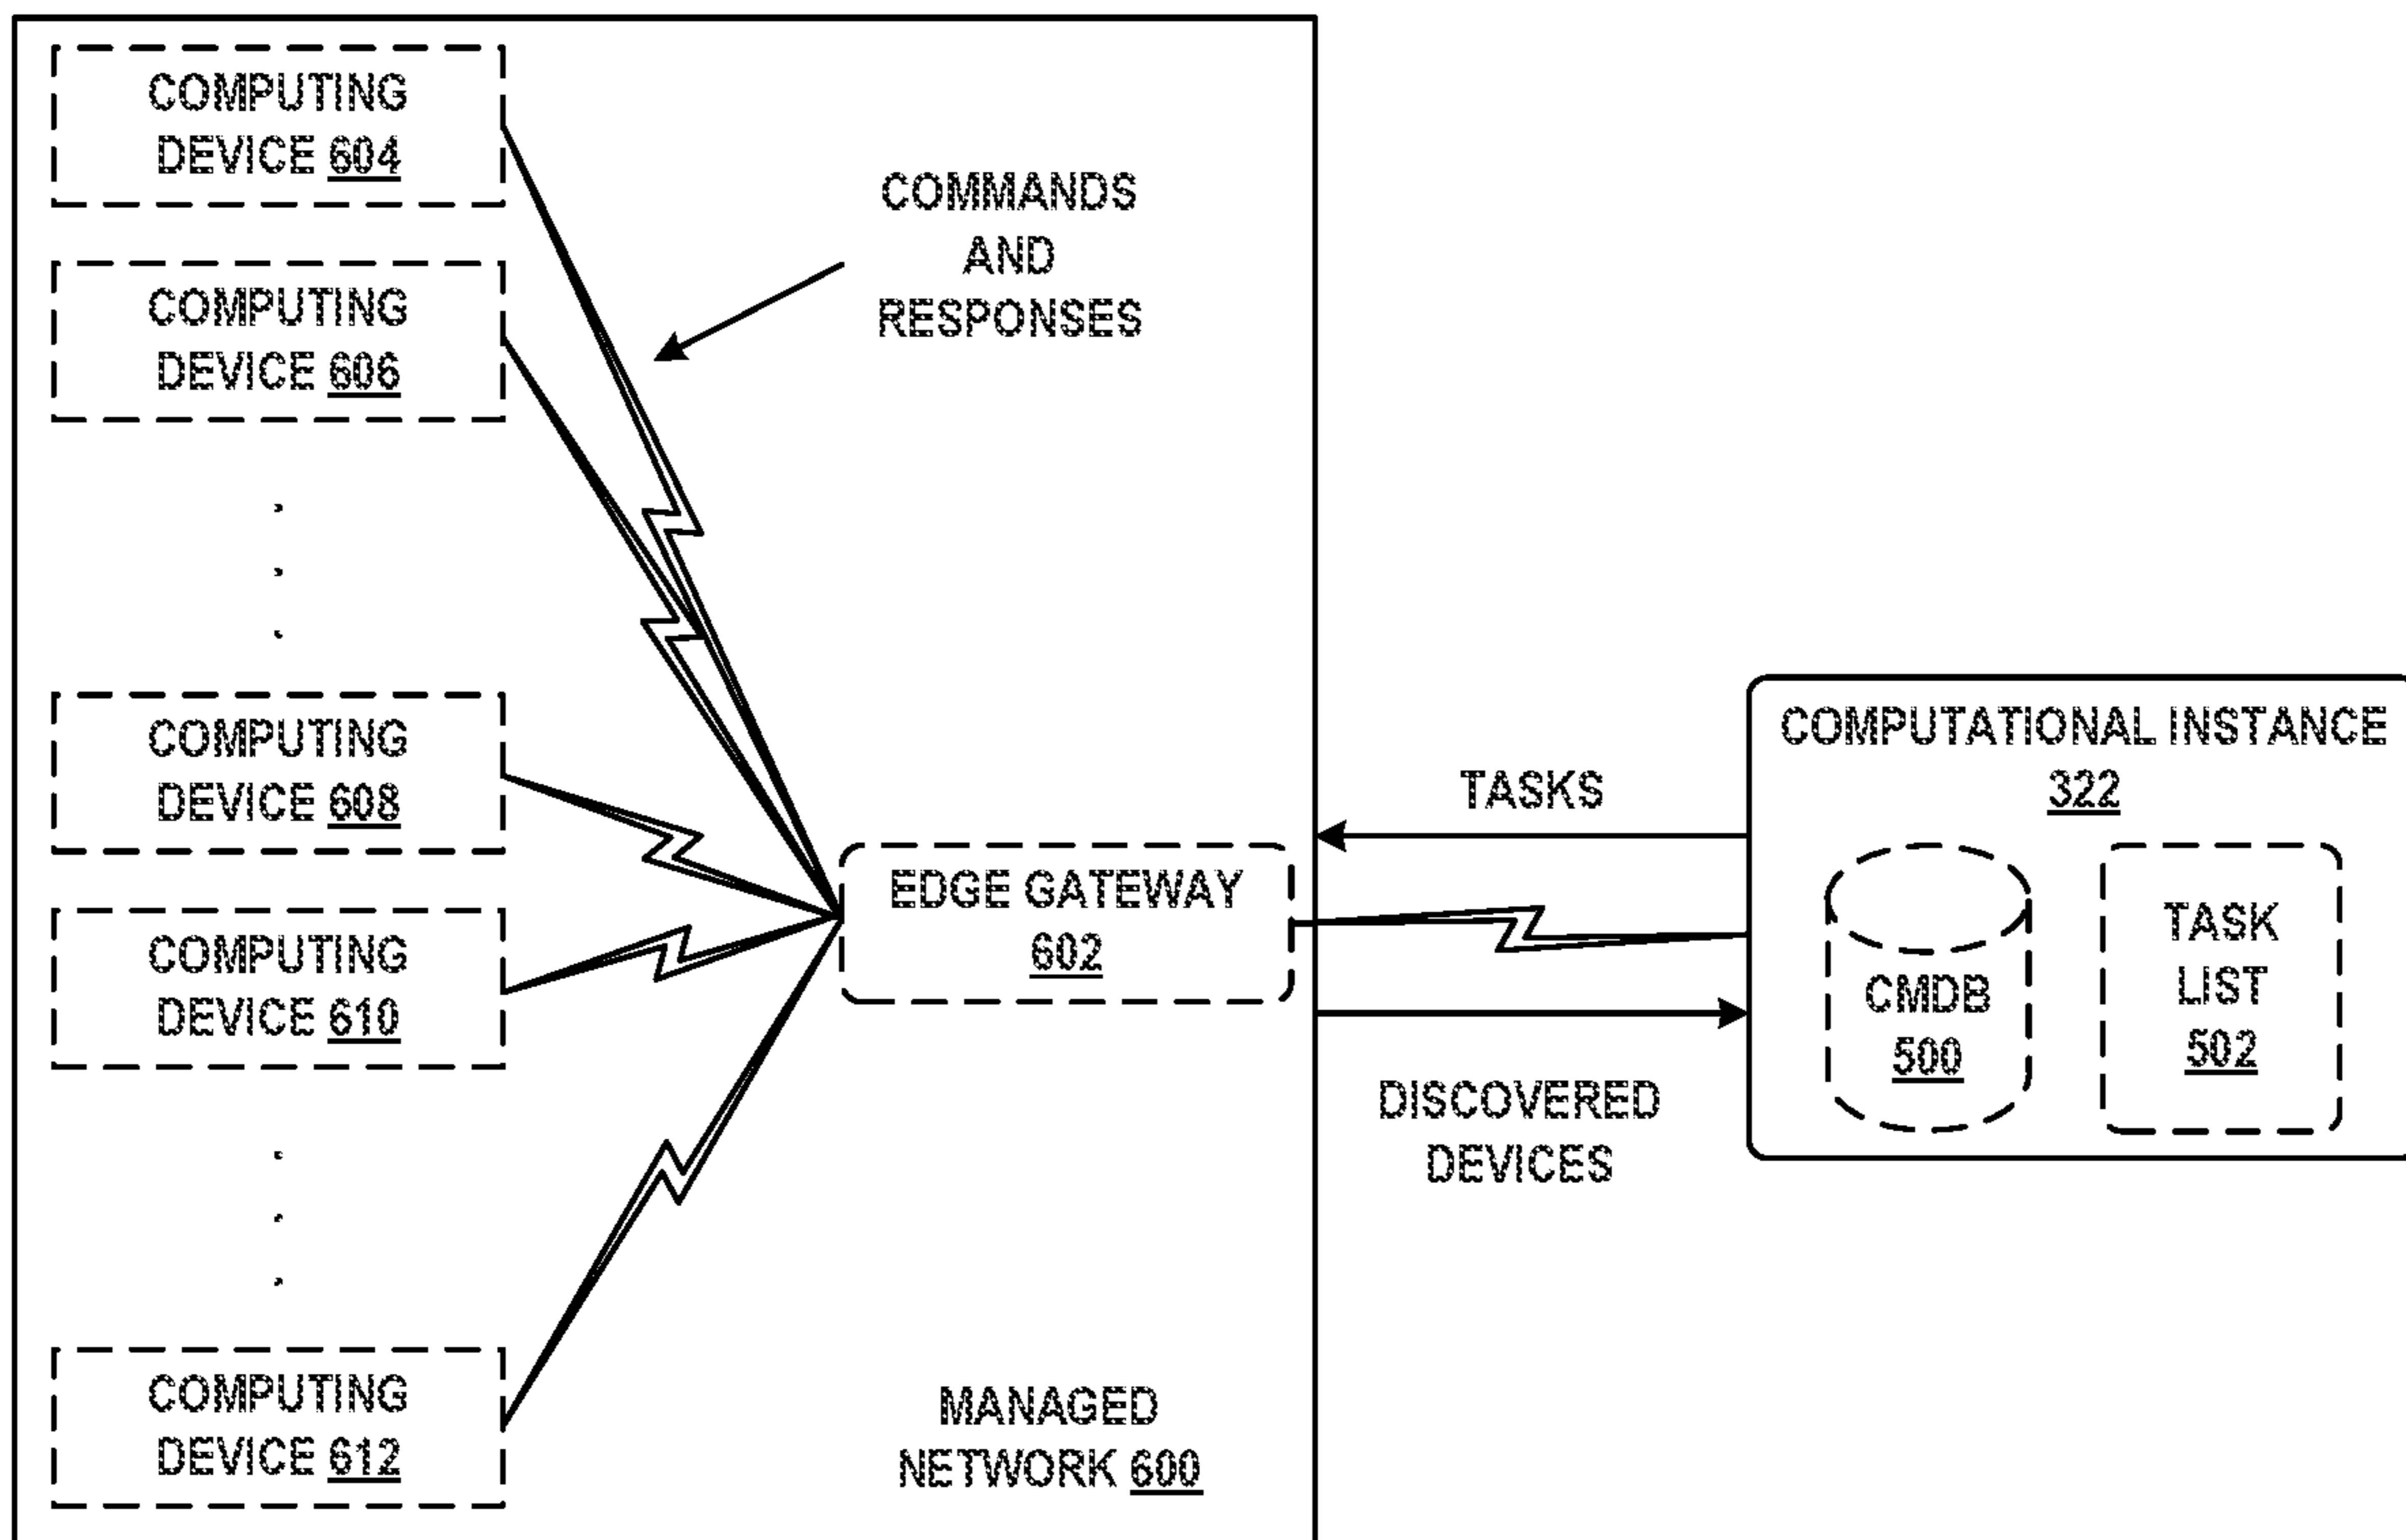 COMPUTING
DEVICE 604
COMMANDS
AND
RESPONSES
COMPUTING
DEVICE 606
COMPUTING
DEVICE 608
COMPUTING
DEVICE 610
COMPUTING
DEVICE 612
EDGE GATEWAY
602
MANAGED
NETWORK 600
TASKS
DISCOVERED
DEVICES
COMPUTATIONAL INSTANCE
322
CMDB
500
TASK
LIST
502